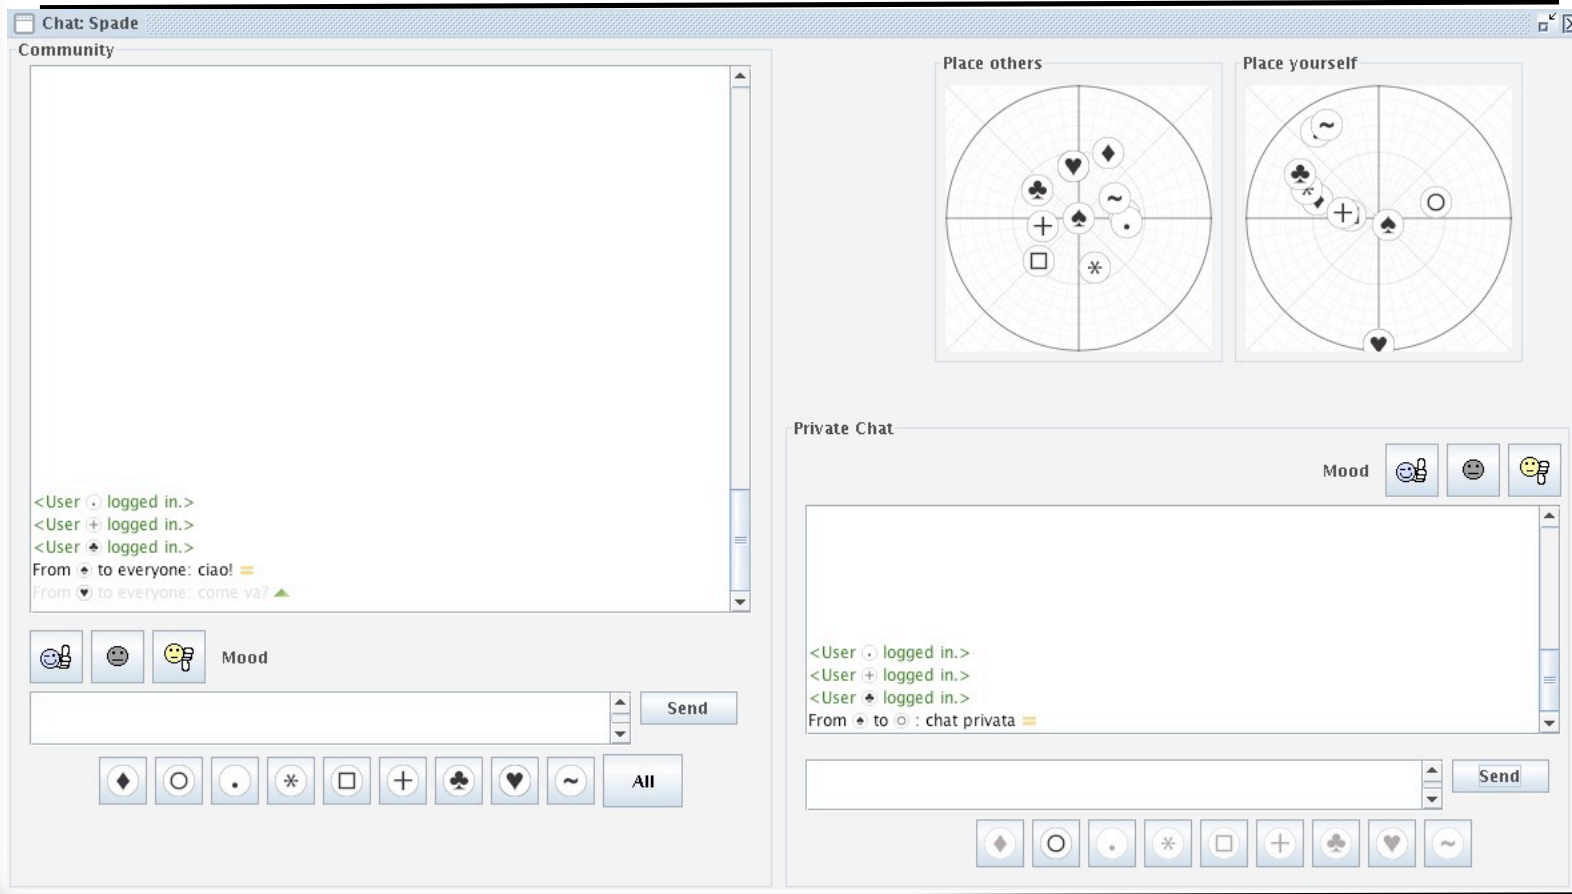 Chat: Spade
Community
<User . logged in.>
<User + logged in.>
<User ♣ logged in.>
From ♠ to everyone: ciao! =
From ♥ to everyone: come va?
Mood
Send
All
Place others
Place yourself
Private Chat
Mood
<User . logged in.>
<User + logged in.>
<User ♣ logged in.>
From ♠ to ○ : chat privata =
Send